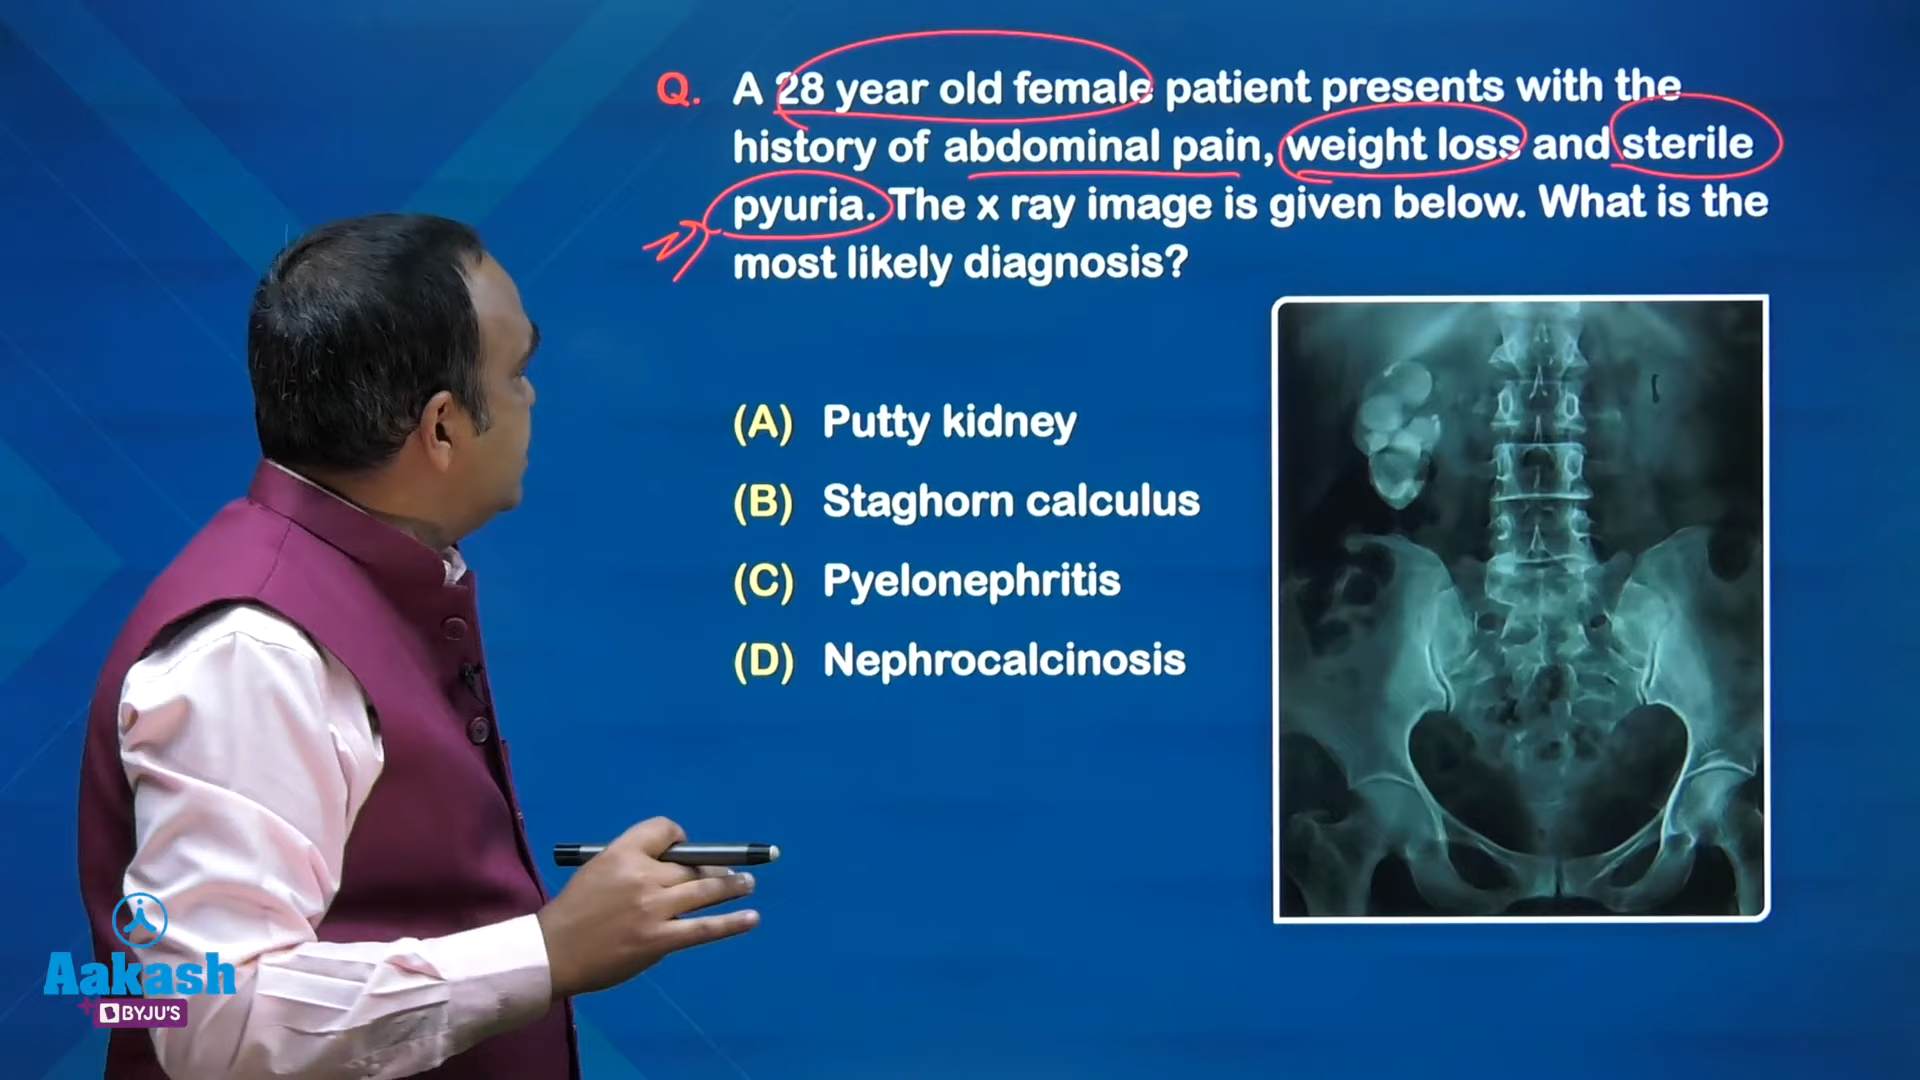 Q. A 28 year old female patient presents with the
history of abdominal pain, weight loss and sterile
pyuria. The x ray image is given below. What is the
most likely diagnosis?
(A) Putty kidney
(B) Staghorn calculus
(C) Pyelonephritis
(D) Nephrocalcinosis
Aakash
BYJU'S